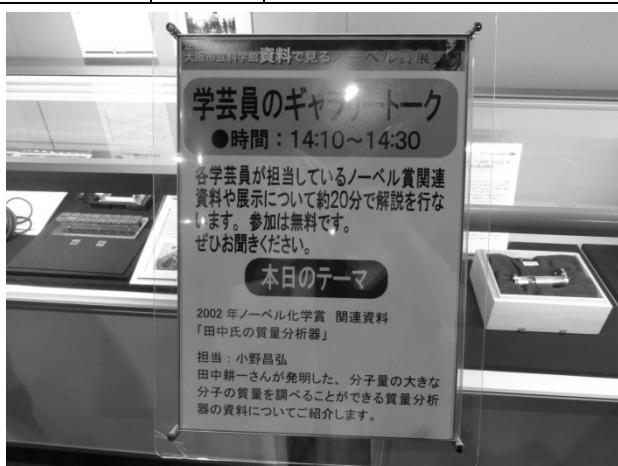 大阪市立科学館資料で見るノーベル賞展
学芸員のギャラリートーク
●時間：14:10～14:30
各学芸員が担当しているノーベル賞関連
資料や展示について約20分で解説を行な
います。参加は無料です。
ぜひお聞きください。
本日のテーマ
2002 年ノーベル化学賞 関連資料
「田中氏の質量分析器」
担当：小野昌弘
田中耕一さんが発明した、分子量の大きな
分子の質量を調べることができる質量分析
器の資料についてご紹介します。